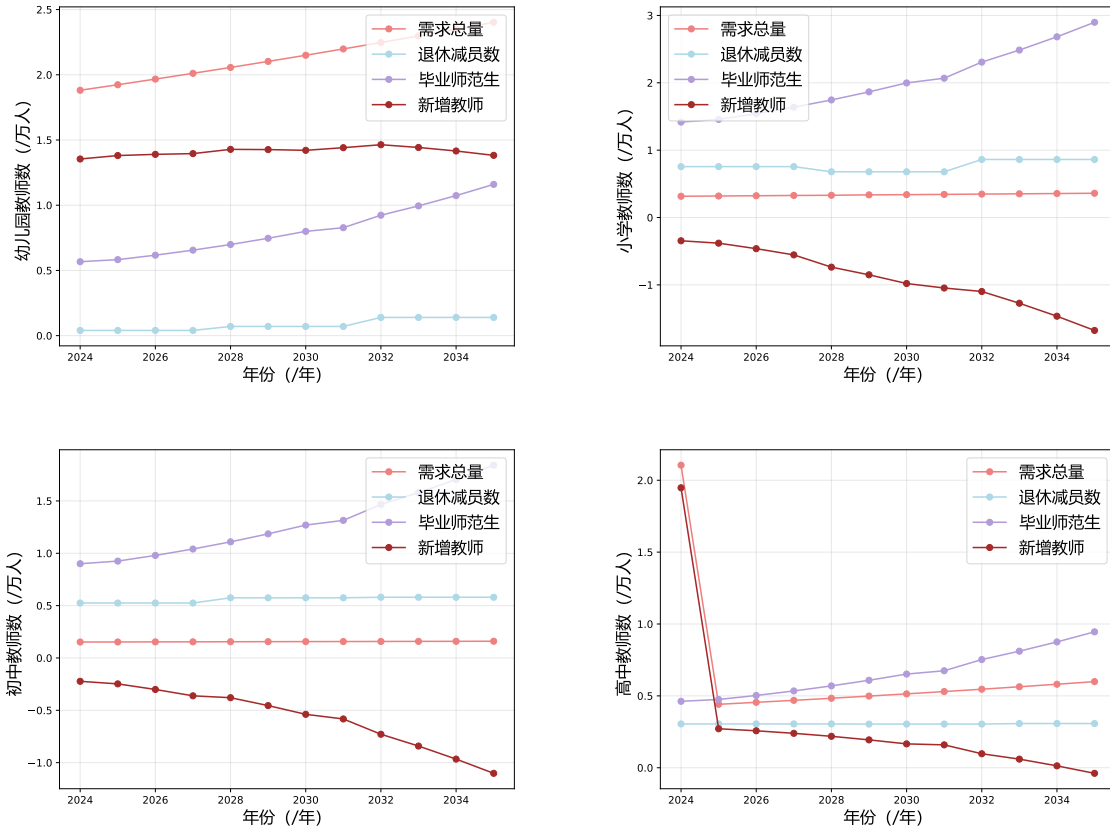 2.5
2.0
1.5
1.0
0.5
0.0
幼儿园教师数（/万人）
需求总量
退休减员数
毕业师范生
新增教师
2024 2026 2028 2030 2032 2034
年份（/年）
3
2
1
0
−1
小学教师数（/万人）
需求总量
退休减员数
毕业师范生
新增教师
2024 2026 2028 2030 2032 2034
年份（/年）
1.5
1.0
0.5
0.0
−0.5
−1.0
初中教师数（/万人）
需求总量
退休减员数
毕业师范生
新增教师
2024 2026 2028 2030 2032 2034
年份（/年）
2.0
1.5
1.0
0.5
0.0
高中教师数（/万人）
需求总量
退休减员数
毕业师范生
新增教师
2024 2026 2028 2030 2032 2034
年份（/年）